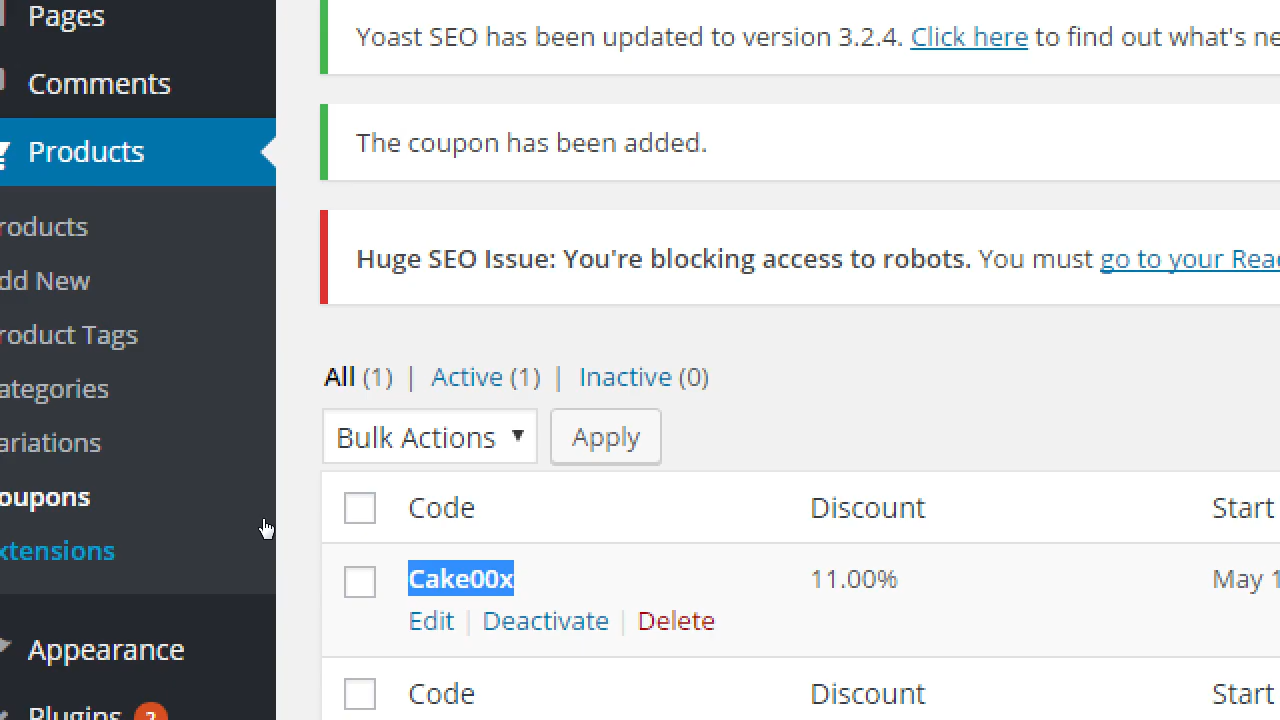 Pages
Comments
Products
roducts
dd New
roduct Tags
ategories
ariations
oupons
xtensions
Appearance
Plugins 2
Yoast SEO has been updated to version 3.2.4. Click here to find out what's ne
The coupon has been added.
Huge SEO Issue: You're blocking access to robots. You must go to your Read
All (1) | Active (1) | Inactive (0)
Bulk Actions Apply
Code Discount Start
Cake00x 11.00% May 1
Edit | Deactivate | Delete
Code Discount Start